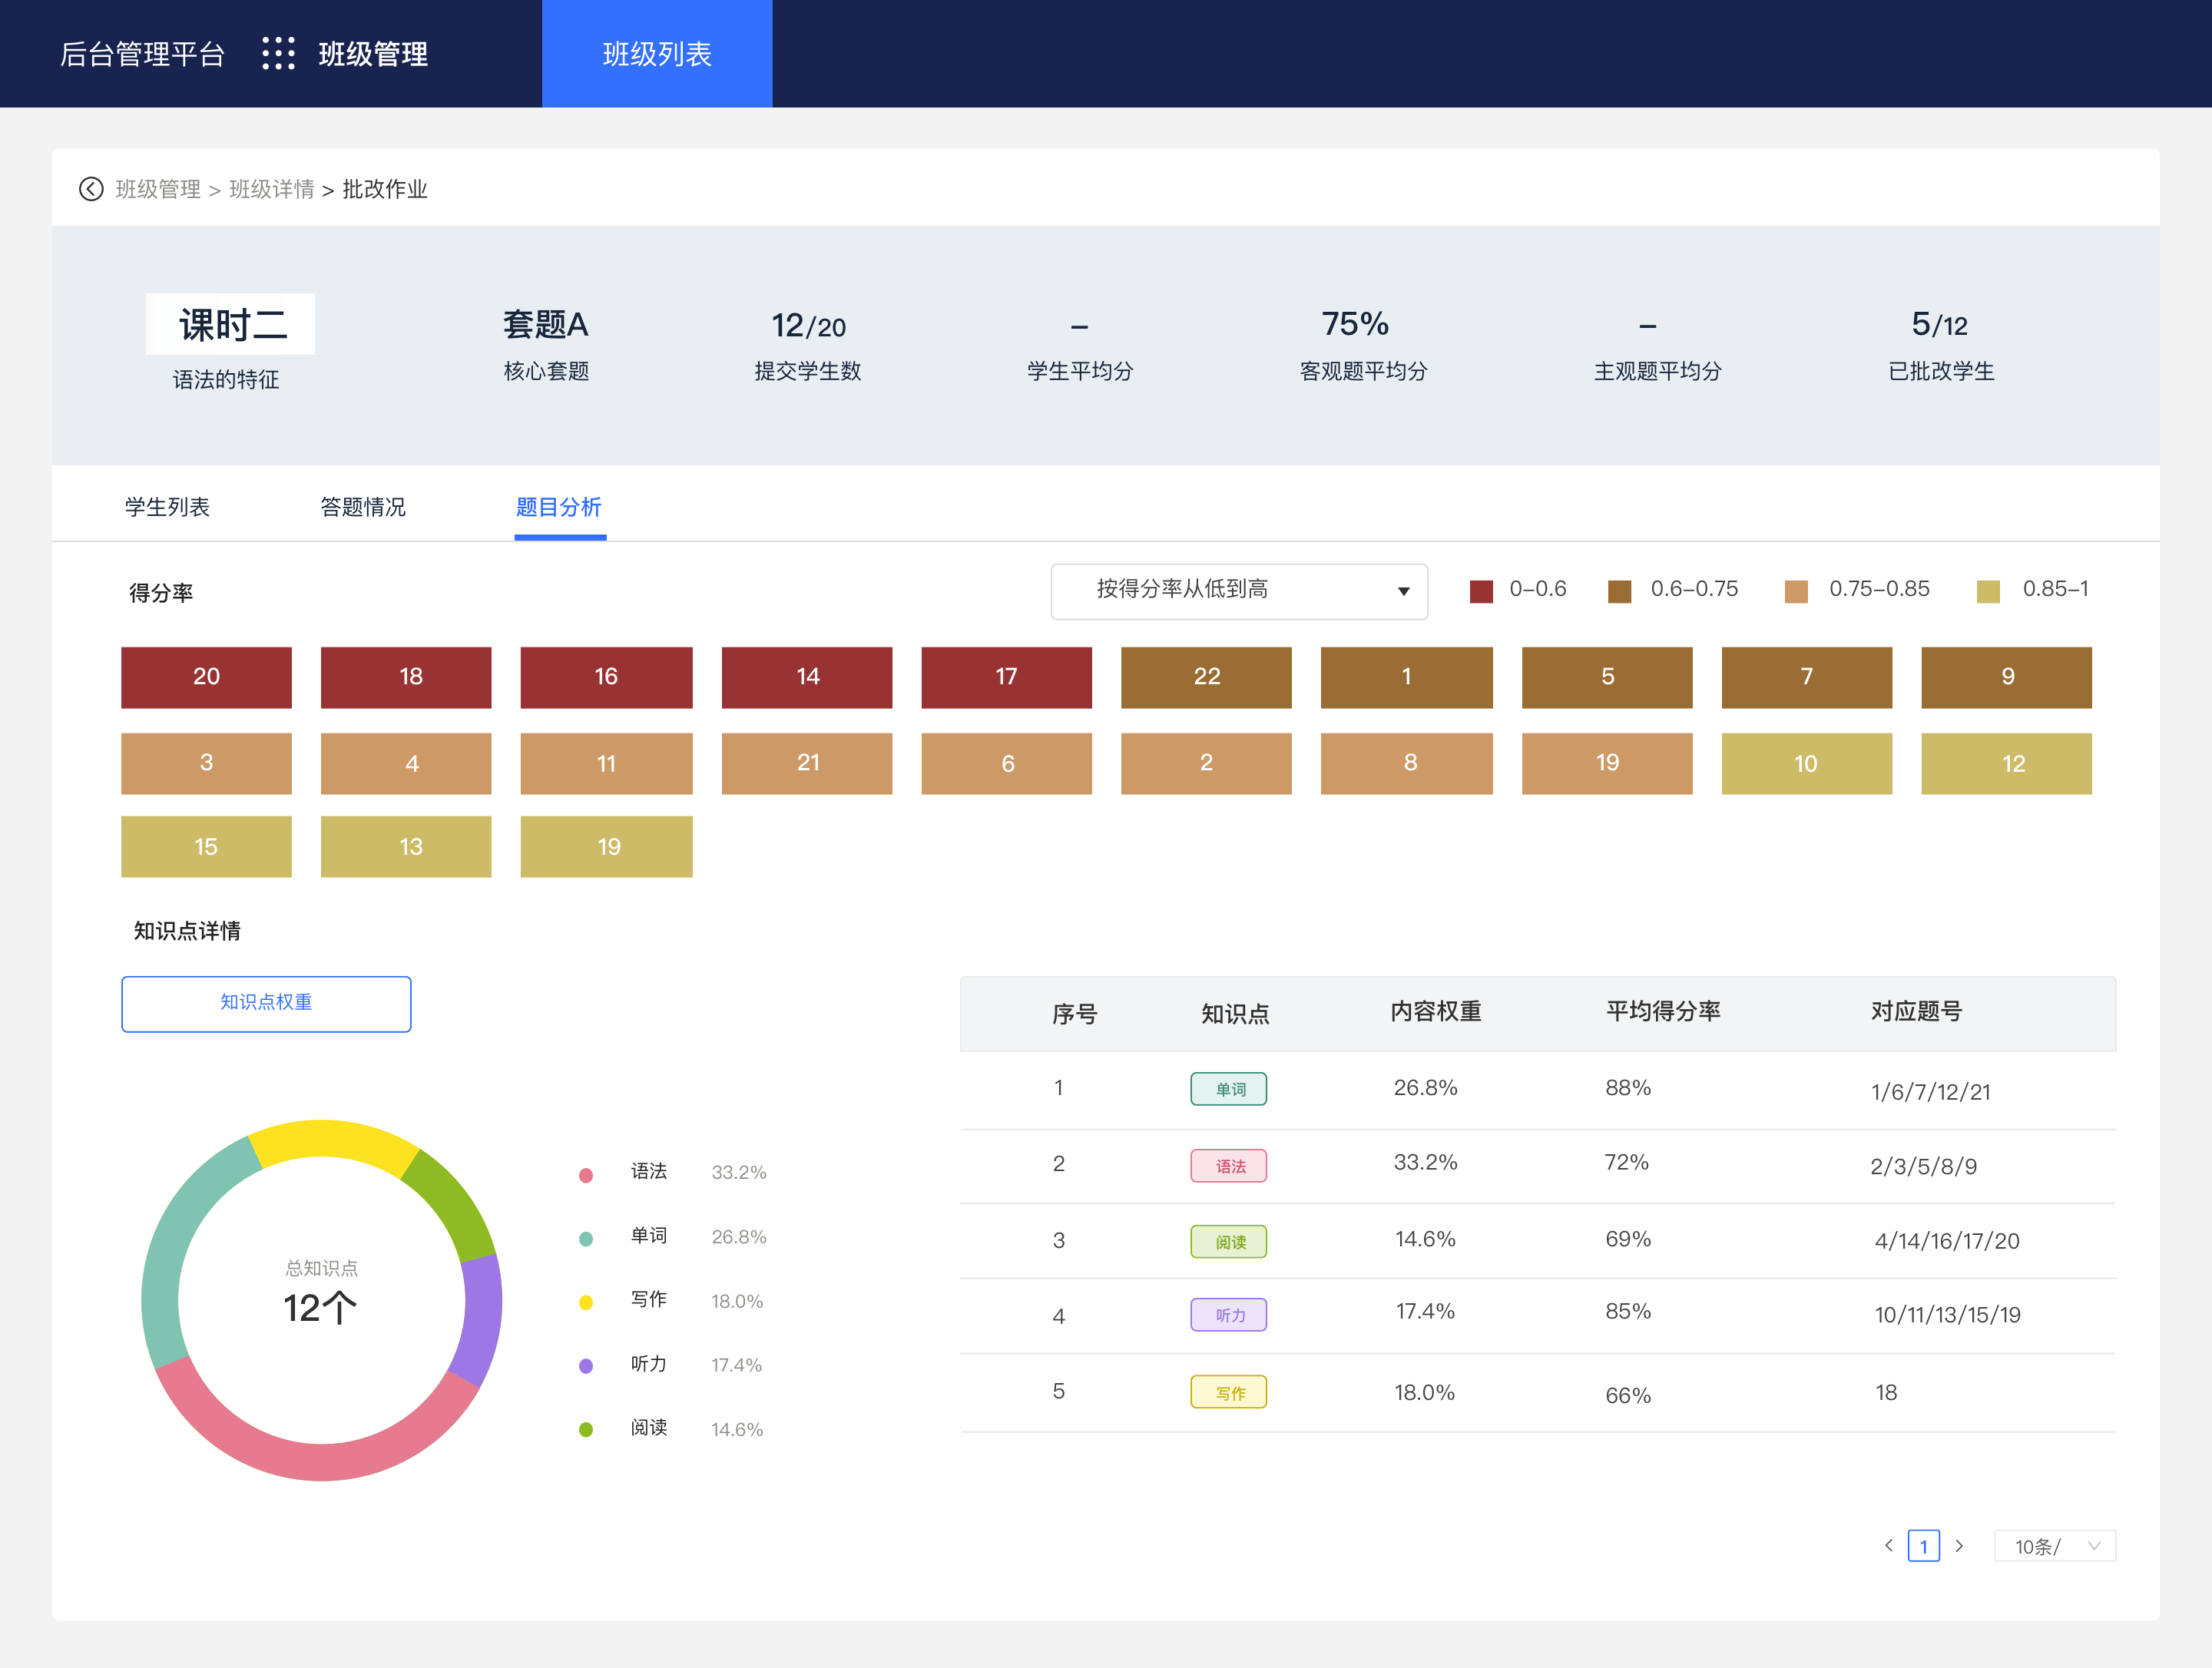 后台管理平台 班级管理 班级列表
班级管理 > 班级详情 > 批改作业
课时二 套题A 12/20 – 75% – 5/12
语法的特征 核心套题 提交学生数 学生平均分 客观题平均分 主观题平均分 已批改学生
学生列表 答题情况 题目分析
得分率 按得分率从低到高 0–0.6 0.6–0.75 0.75–0.85 0.85–1
20 18 16 14 17 22 1 5 7 9
3 4 11 21 6 2 8 19 10 12
15 13 19
知识点详情
知识点权重
总知识点
12个
语法 33.2%
单词 26.8%
写作 18.0%
听力 17.4%
阅读 14.6%
序号 知识点 内容权重 平均得分率 对应题号
1 单词 26.8% 88% 1/6/7/12/21
2 语法 33.2% 72% 2/3/5/8/9
3 阅读 14.6% 69% 4/14/16/17/20
4 听力 17.4% 85% 10/11/13/15/19
5 写作 18.0% 66% 18
1 10条/